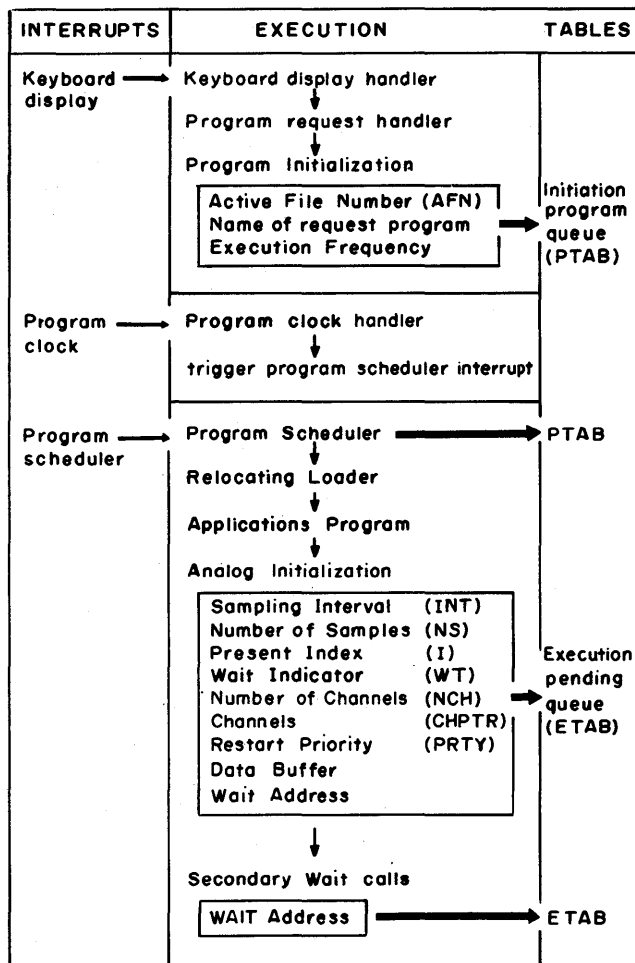 INTERRUPTS EXECUTION TABLES
Keyboard display
Keyboard display handler
Program request handler
Program Initialization
Active File Number (AFN)
Name of request program
Execution Frequency
Initiation
program
queue
(PTAB)
Program clock
Program clock handler
trigger program scheduler interrupt
Program scheduler
Program Scheduler
PTAB
Relocating Loader
Applications Program
Analog Initialization
Sampling Interval (INT)
Number of Samples (NS)
Present Index (I)
Wait Indicator (WT)
Number of Channels (NCH)
Channels (CHPTR)
Restart Priority (PRTY)
Data Buffer
Wait Address
Execution
pending
queue
(ETAB)
Secondary Wait calls
WAIT Address
ETAB